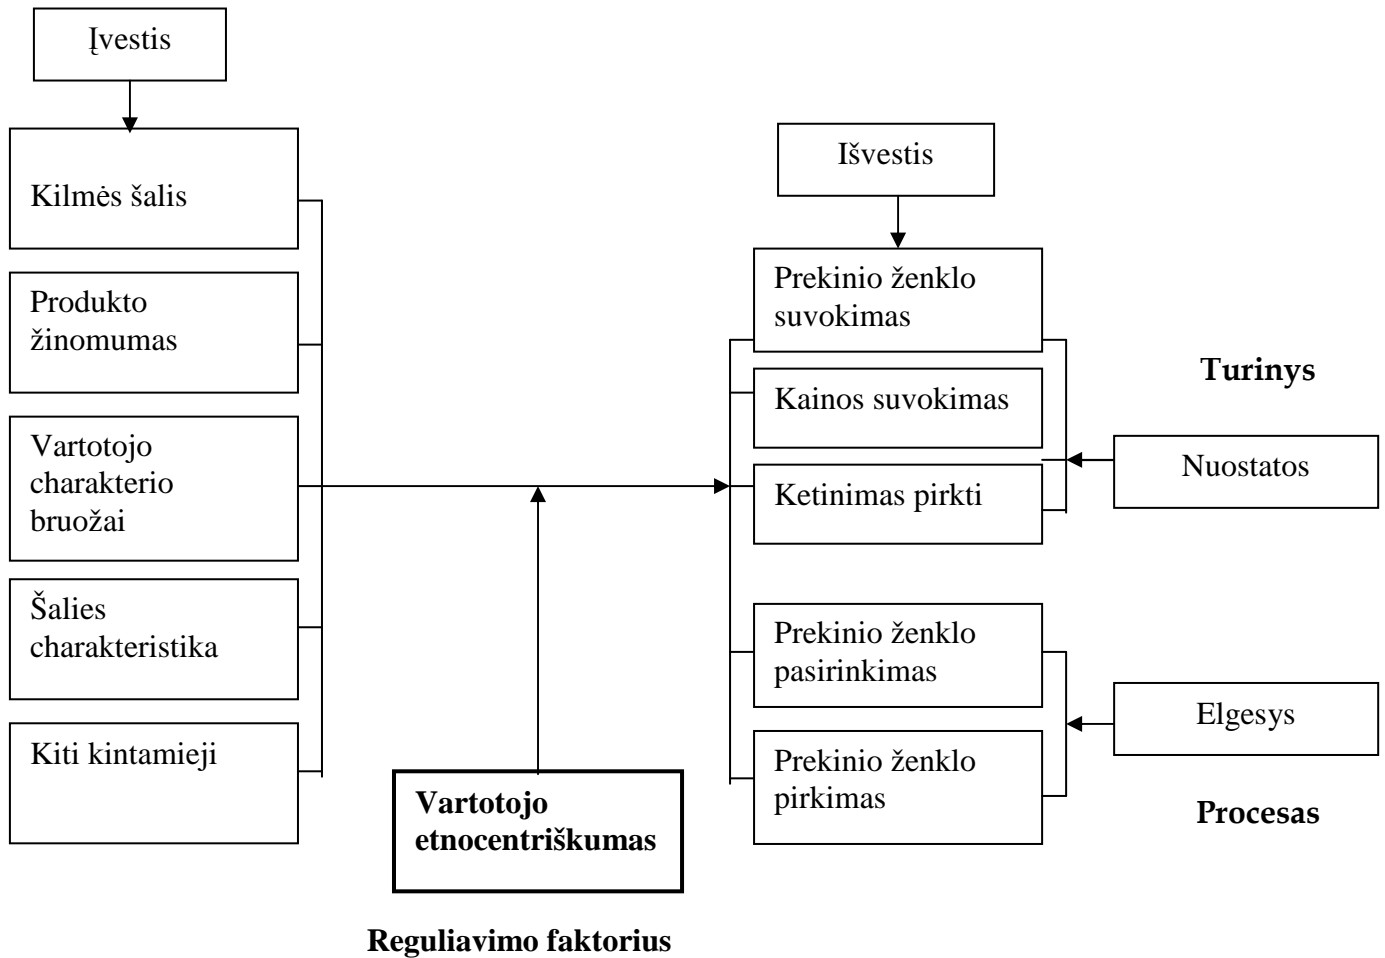 Įvestis
Kilmės šalis
Produkto
žinomumas
Vartotojo
charakterio
bruožai
Šalies
charakteristika
Kiti kintamieji
Vartotojo
etnocentriškumas
Reguliavimo faktorius
Išvestis
Prekinio ženklo
suvokimas
Kainos suvokimas
Ketinimas pirkti
Prekinio ženklo
pasirinkimas
Prekinio ženklo
pirkimas
Turinys
Nuostatos
Elgesys
Procesas